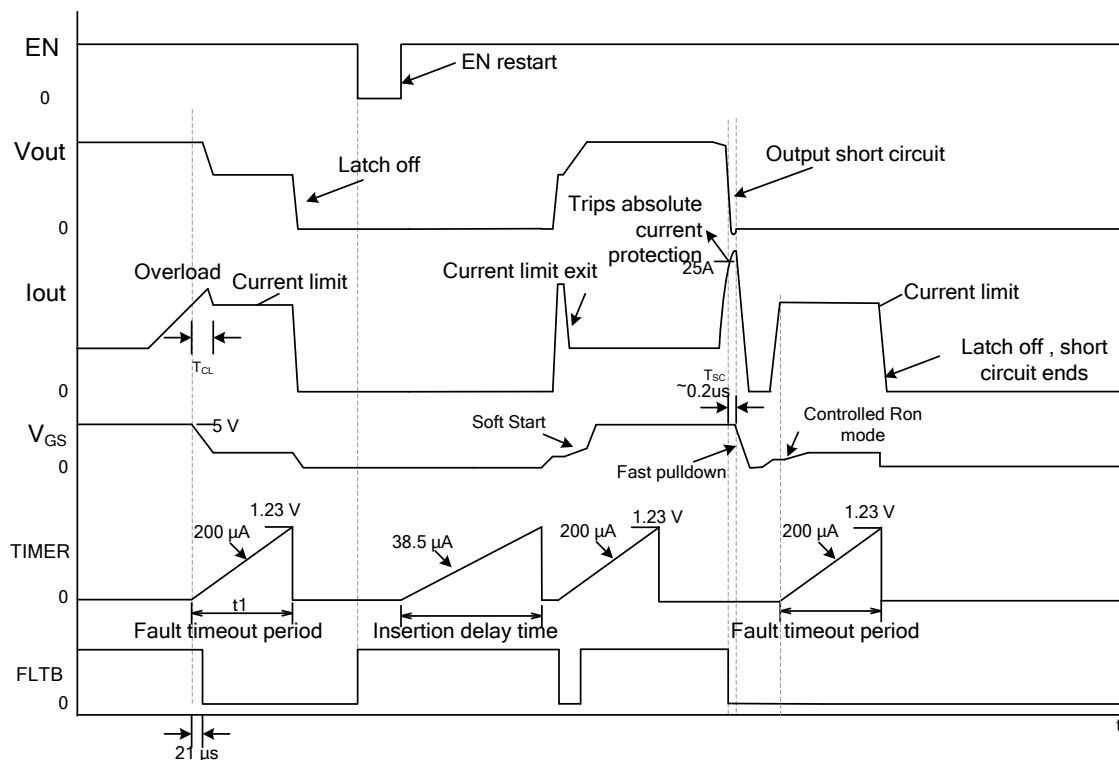 EN
0
EN restart
Vout
0
Latch off
Output short circuit
Trips absolute
current
protection
25A
Iout
0
Overload
Current limit
Current limit exit
Current limit
Latch off , short
circuit ends
TCL
TSC
~0.2us
VGS
0
5 V
Soft Start
Fast pulldown
Controlled Ron
mode
TIMER
0
200 µA
1.23 V
38.5 µA
200 µA
1.23 V
200 µA
1.23 V
t1
Fault timeout period
Insertion delay time
Fault timeout period
FLTB
0
t
21 µs